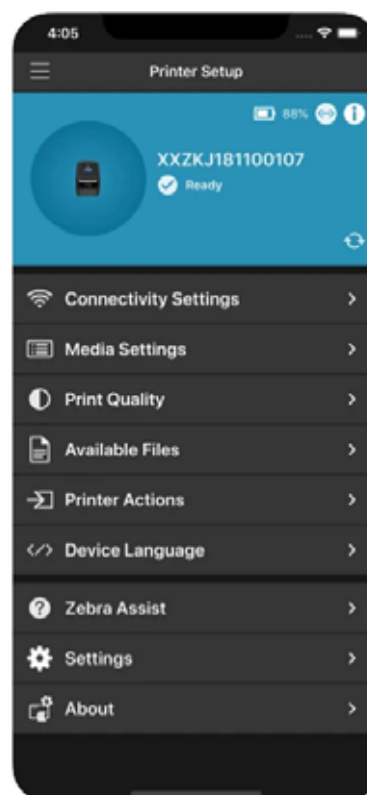 4:05
Printer Setup
88%
XXZKJ181100107
Ready
Connectivity Settings
Media Settings
Print Quality
Available Files
Printer Actions
Device Language
Zebra Assist
Settings
About